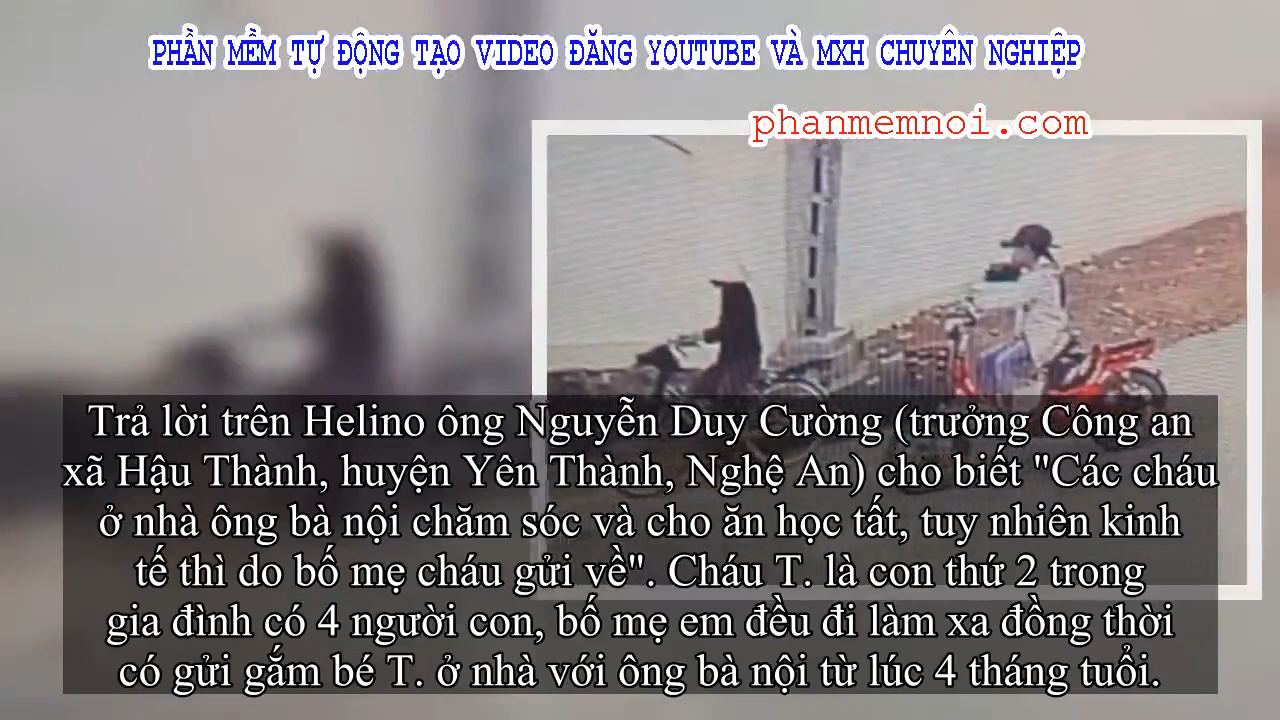 PHẦN MỀM TỰ ĐỘNG TẠO VIDEO ĐĂNG YOUTUBE VÀ MXH CHUYÊN NGHIỆP
phanmemnoi.com
Trả lời trên Helino ông Nguyễn Duy Cường (trưởng Công an
xã Hậu Thành, huyện Yên Thành, Nghệ An) cho biết "Các cháu
ở nhà ông bà nội chăm sóc và cho ăn học tất, tuy nhiên kinh
tế thì do bố mẹ cháu gửi về". Cháu T. là con thứ 2 trong
gia đình có 4 người con, bố mẹ em đều đi làm xa đồng thời
có gửi gắm bé T. ở nhà với ông bà nội từ lúc 4 tháng tuổi.